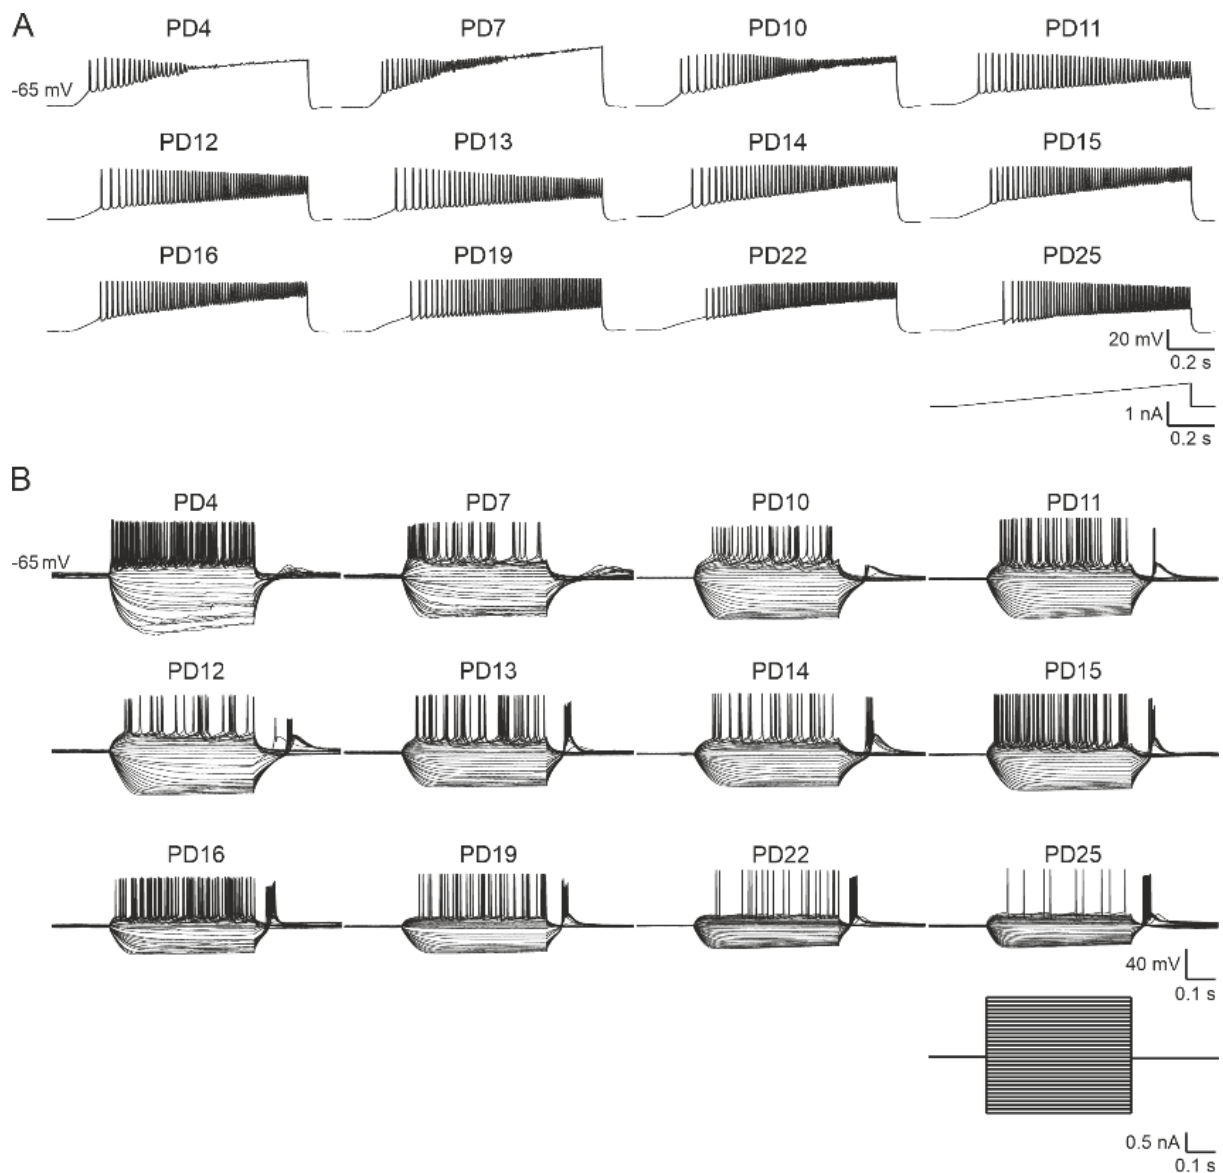 A
PD4 PD7 PD10 PD11
-65 mV
PD12 PD13 PD14 PD15
PD16 PD19 PD22 PD25
20 mV
0.2 s
1 nA
0.2 s
B
PD4 PD7 PD10 PD11
-65 mV
PD12 PD13 PD14 PD15
PD16 PD19 PD22 PD25
40 mV
0.1 s
0.5 nA
0.1 s